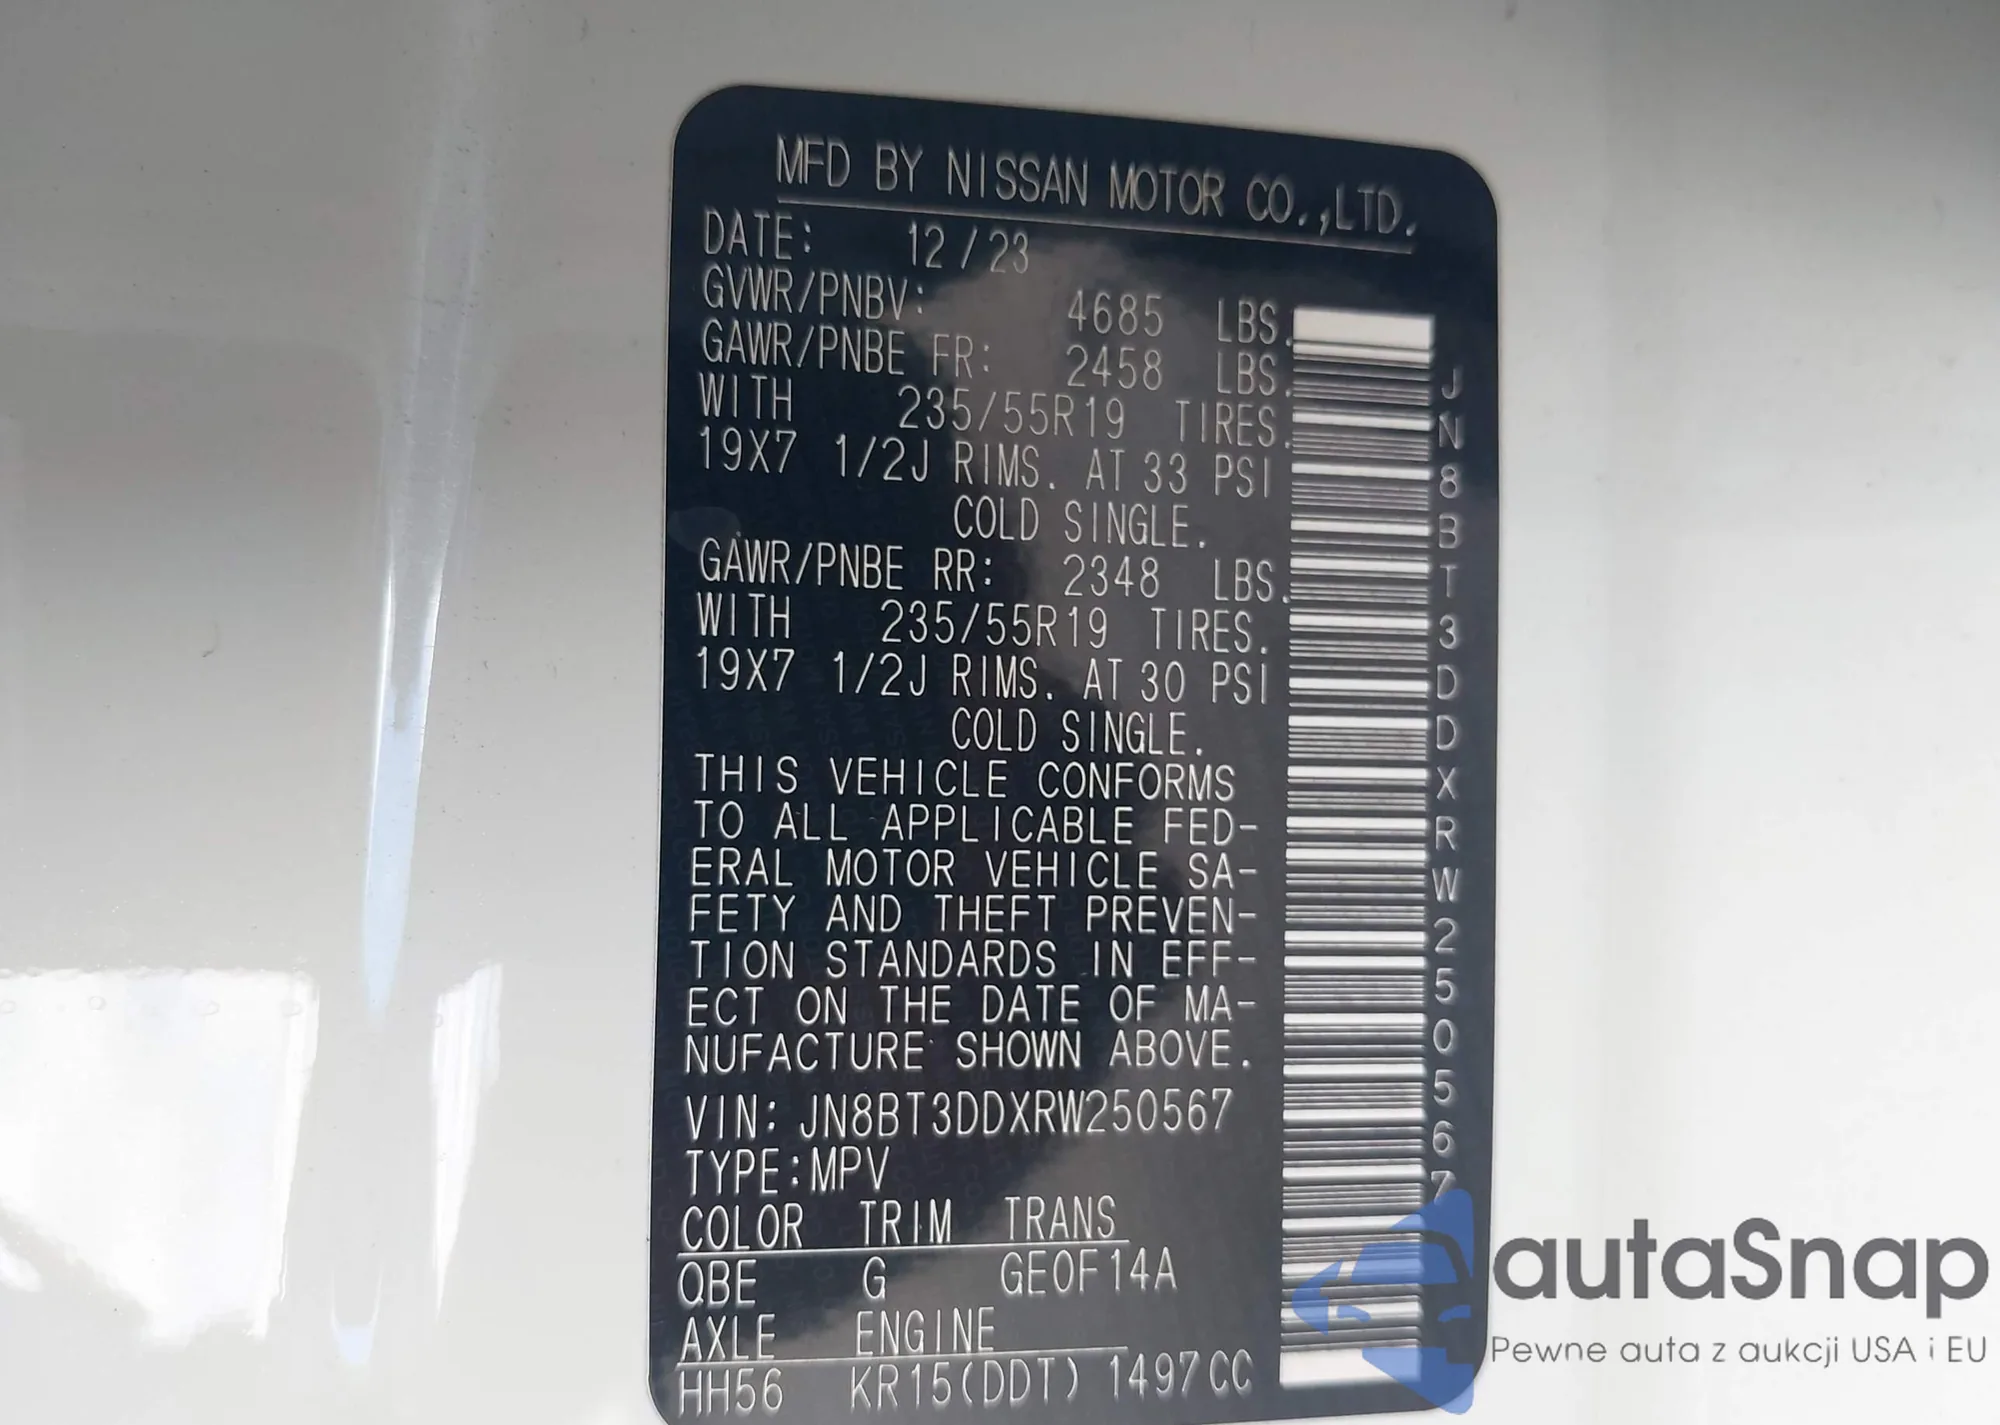 MFD BY NISSAN MOTOR CO.,LTD.
DATE: 12/23
GVWR/PNBV: 4685 LBS.
GAWR/PNBE FR: 2458 LBS.
WITH 235/55R19 TIRES.
19X7 1/2J RIMS. AT 33 PSI
COLD SINGLE.
GAWR/PNBE RR: 2348 LBS.
WITH 235/55R19 TIRES.
19X7 1/2J RIMS. AT 30 PSI
COLD SINGLE.
THIS VEHICLE CONFORMS
TO ALL APPLICABLE FED-
ERAL MOTOR VEHICLE SA-
FETY AND THEFT PREVEN-
TION STANDARDS IN EFF-
ECT ON THE DATE OF MA-
NUFACTURE SHOWN ABOVE.
VIN: JN8BT3DDXRW250567
TYPE:MPV
COLOR TRIM TRANS
QBE G GE0F14A
AXLE ENGINE
HH56 KR15(DDT) 1497CC
JN8BT3DDXRW250567
autaSnap
Pewne auta z aukcji USA i EU